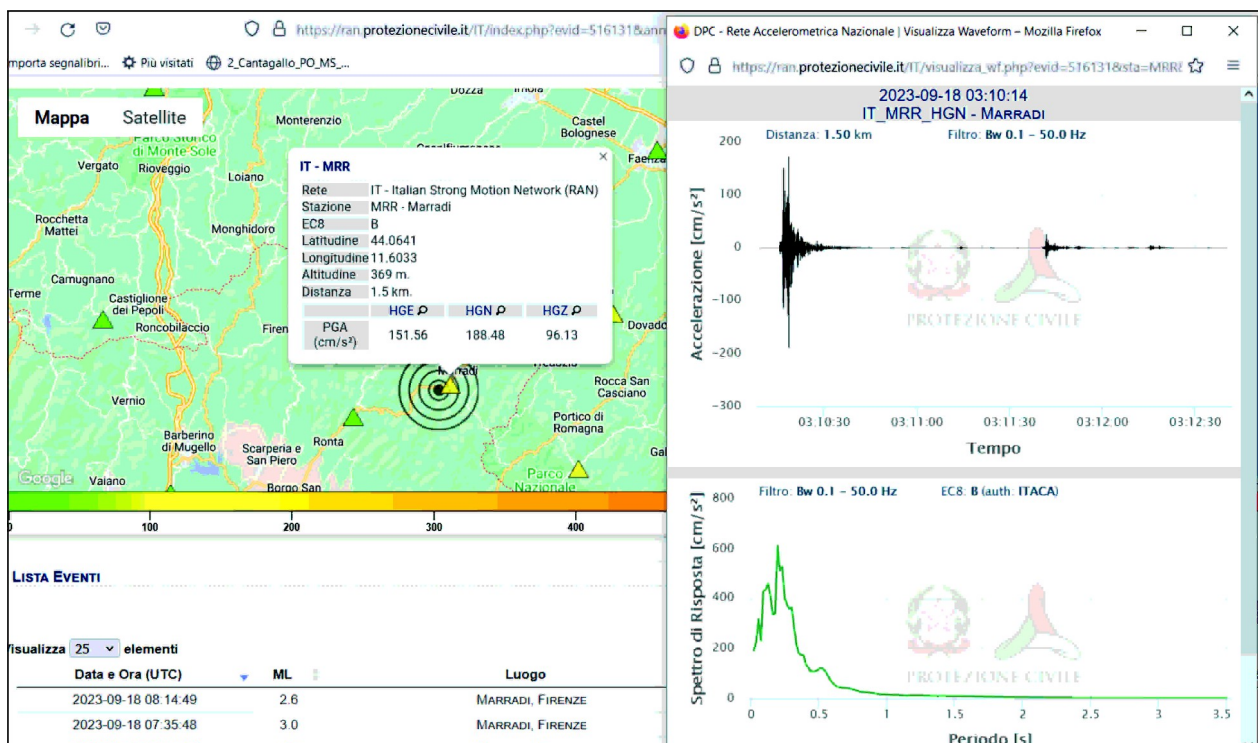 https://ran.protezionecivile.it/IT/index.php?evid=516131&ann
mporta segnalibri... Più visitati 2_Cantagallo_PO_MS_...
Mappa Satellite
Dozza
Monterenzio
Castel
Bolognese
Parco Storico
di Monte Sole
Vergato
Rioveggio
Loiano
Faenza
Rocchetta
Mattei
Monghidoro
Camugnano
Terme
Castiglione
dei Pepoli
Roncobilaccio
Firen
Dovado
Marradi
Rocca San
Casciano
Vernio
Portico di
Romagna
Barberino
di Mugello
Scarperia e
San Piero
Ronta
Gal
Google
Vaiano
Borgo San
Parco
Nazionale
IT - MRR
×
Rete IT - Italian Strong Motion Network (RAN)
Stazione MRR - Marradi
EC8 B
Latitudine 44.0641
Longitudine 11.6033
Altitudine 369 m.
Distanza 1.5 km.
HGE HGN HGZ
PGA
(cm/s²) 151.56 188.48 96.13
0 100 200 300 400
LISTA EVENTI
Visualizza 25 elementi
Data e Ora (UTC) ML Luogo
2023-09-18 08:14:49 2.6 MARRADI, FIRENZE
2023-09-18 07:35:48 3.0 MARRADI, FIRENZE
DPC - Rete Accelerometrica Nazionale | Visualizza Waveform – Mozilla Firefox
https://ran.protezionecivile.it/IT/visualizza_wf.php?evid=516131&sta=MRR&
2023-09-18 03:10:14
IT_MRR_HGN - MARRADI
Distanza: 1.50 km Filtro: Bw 0.1 – 50.0 Hz
Accelerazione [cm/s²]
200
100
0
−100
−200
−300
PROTEZIONE CIVILE
03:10:30 03:11:00 03:11:30 03:12:00 03:12:30
Tempo
Filtro: Bw 0.1 – 50.0 Hz EC8: B (auth: ITACA)
Spettro di Risposta [cm/s²]
800
600
400
200
0
PROTEZIONE CIVILE
0 0.5 1 1.5 2 2.5 3 3.5
Periodo [s]